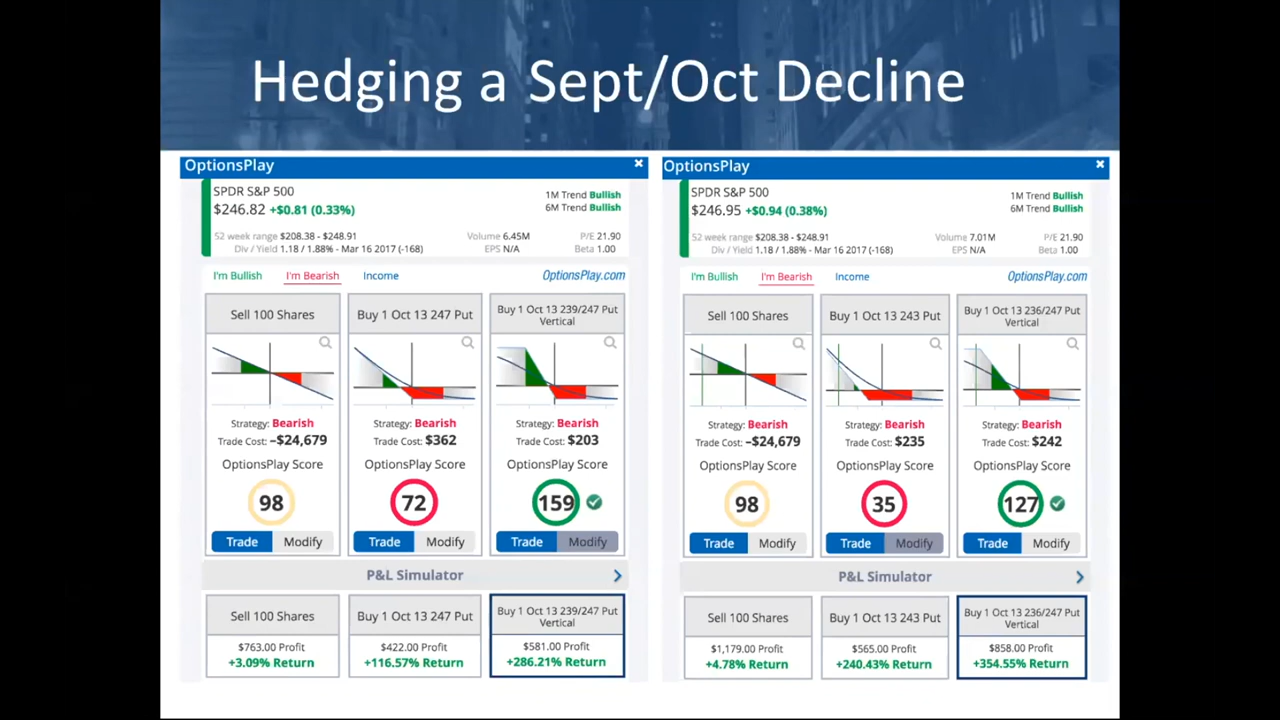 Hedging a Sept/Oct Decline
OptionsPlay
SPDR S&P 500
$246.82 +$0.81 (0.33%)
1M Trend Bullish
6M Trend Bullish
52 week range $208.38 - $248.91
Volume 6.45M
P/E 21.90
Div / Yield 1.18 / 1.88% - Mar 16 2017 (-168)
EPS N/A
Beta 1.00
I'm Bullish
I'm Bearish
Income
OptionsPlay.com
Sell 100 Shares
Strategy: Bearish
Trade Cost: –$24,679
OptionsPlay Score
98
Trade
Modify
Buy 1 Oct 13 247 Put
Strategy: Bearish
Trade Cost: $362
OptionsPlay Score
72
Trade
Modify
Buy 1 Oct 13 239/247 Put
Vertical
Strategy: Bearish
Trade Cost: $203
OptionsPlay Score
159
Trade
Modify
P&L Simulator
Sell 100 Shares
$763.00 Profit
+3.09% Return
Buy 1 Oct 13 247 Put
$422.00 Profit
+116.57% Return
Buy 1 Oct 13 239/247 Put
Vertical
$581.00 Profit
+286.21% Return
OptionsPlay
SPDR S&P 500
$246.95 +$0.94 (0.38%)
1M Trend Bullish
6M Trend Bullish
52 week range $208.38 - $248.91
Volume 7.01M
P/E 21.90
Div / Yield 1.18 / 1.88% - Mar 16 2017 (-168)
EPS N/A
Beta 1.00
I'm Bullish
I'm Bearish
Income
OptionsPlay.com
Sell 100 Shares
Strategy: Bearish
Trade Cost: –$24,679
OptionsPlay Score
98
Trade
Modify
Buy 1 Oct 13 243 Put
Strategy: Bearish
Trade Cost: $235
OptionsPlay Score
35
Trade
Modify
Buy 1 Oct 13 236/247 Put
Vertical
Strategy: Bearish
Trade Cost: $242
OptionsPlay Score
127
Trade
Modify
P&L Simulator
Sell 100 Shares
$1,179.00 Profit
+4.78% Return
Buy 1 Oct 13 243 Put
$565.00 Profit
+240.43% Return
Buy 1 Oct 13 236/247 Put
Vertical
$858.00 Profit
+354.55% Return